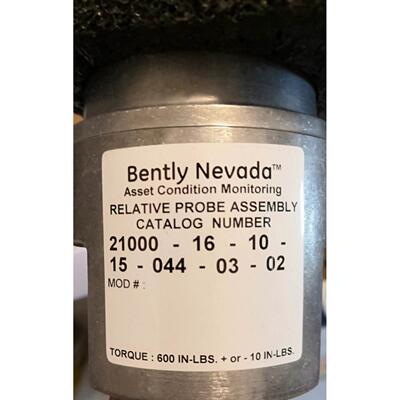 Bently Nevada™
Asset Condition Monitoring
RELATIVE PROBE ASSEMBLY
CATALOG NUMBER
21000 - 16 - 10 -
15 - 044 - 03 - 02
MOD # :
TORQUE : 600 IN-LBS. + or - 10 IN-LBS.